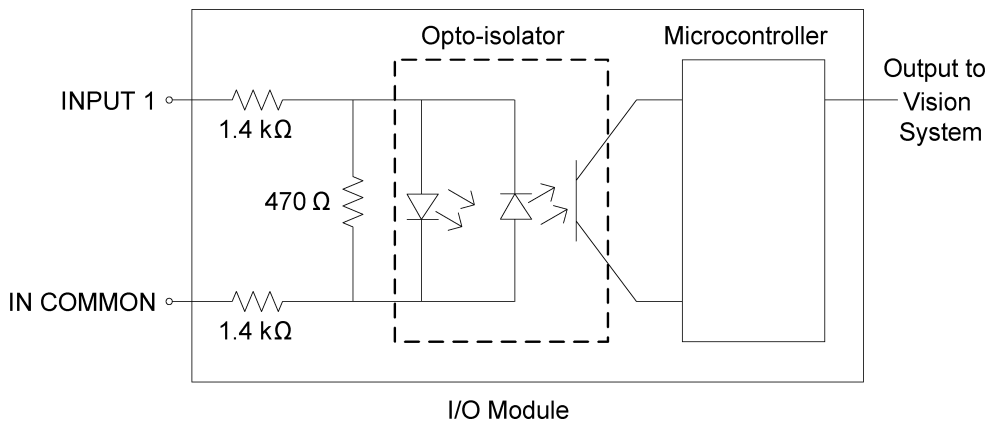 Opto-isolator
Microcontroller
Output to
Vision
System
INPUT 1
1.4 kΩ
470 Ω
IN COMMON
1.4 kΩ
I/O Module